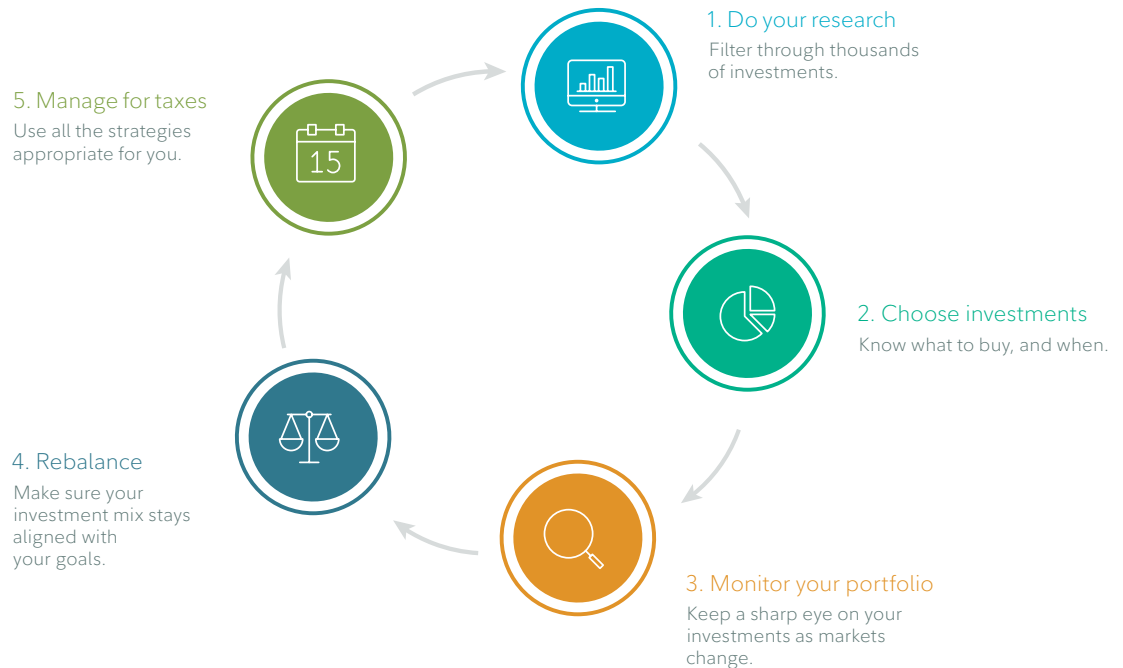 1. Do your research
Filter through thousands
of investments.
2. Choose investments
Know what to buy, and when.
3. Monitor your portfolio
Keep a sharp eye on your
investments as markets
change.
4. Rebalance
Make sure your
investment mix stays
aligned with
your goals.
5. Manage for taxes
Use all the strategies
appropriate for you.
15